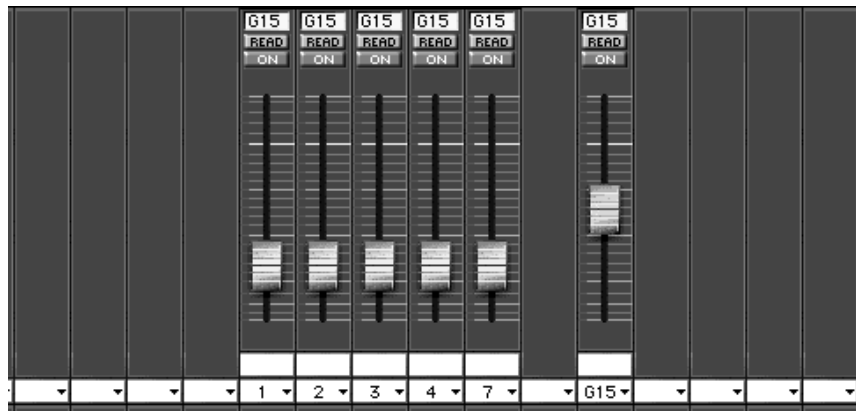 G15 G15 G15 G15 G15 G15
READ READ READ READ READ READ
ON ON ON ON ON ON
1 2 3 4 7 G15